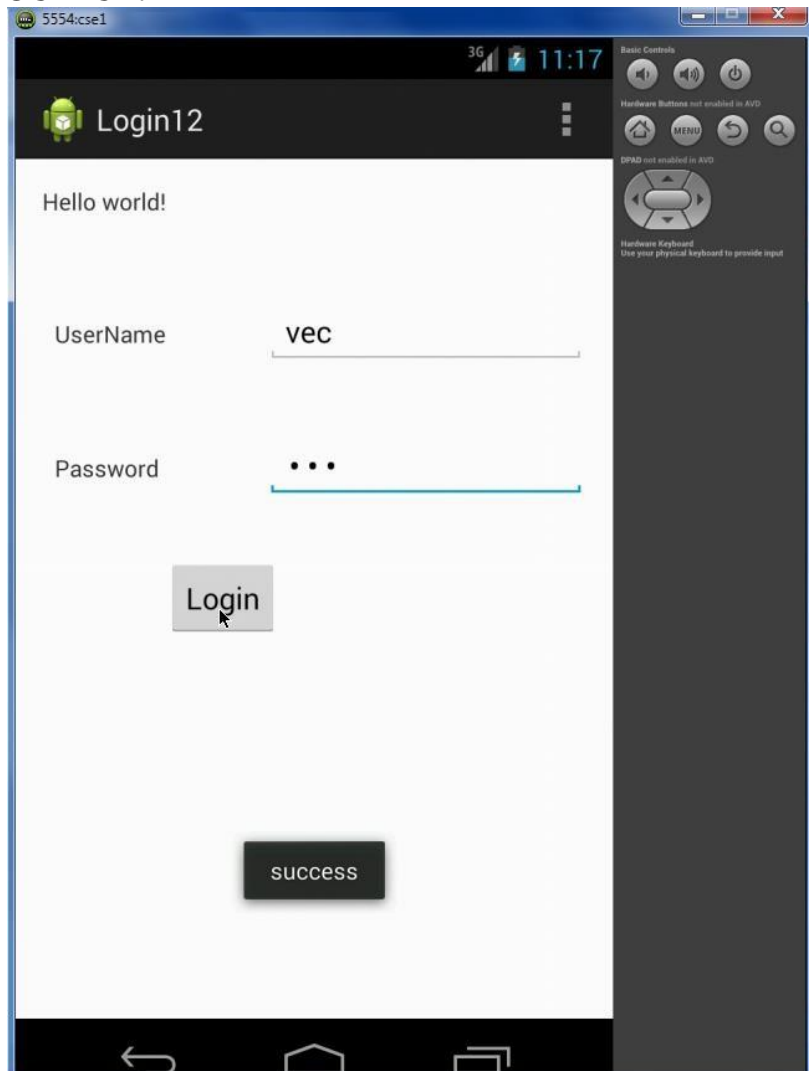 5554:cse1
3G 11:17
Login12
Hello world!
UserName vec
Password •••
Login
success
Basic Controls
Hardware Buttons not enabled in AVD
MENU
DPAD not enabled in AVD
Hardware Keyboard
Use your physical keyboard to provide input